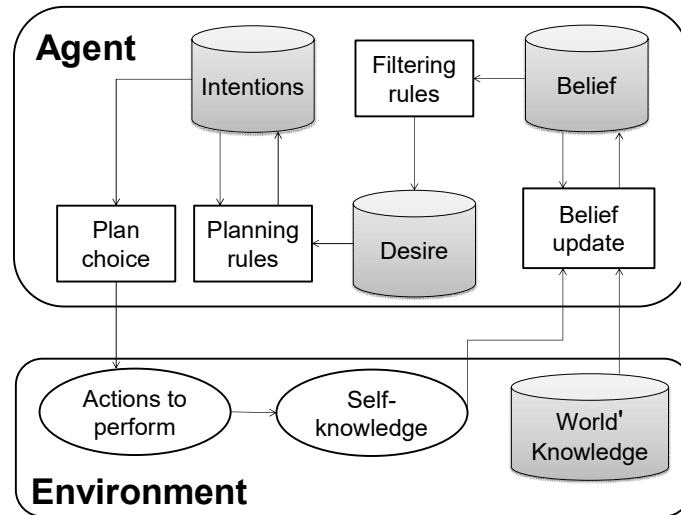 Agent
Intentions
Filtering
rules
Belief
Plan
choice
Planning
rules
Desire
Belief
update
Actions to
perform
Self-
knowledge
World'
Knowledge
Environment